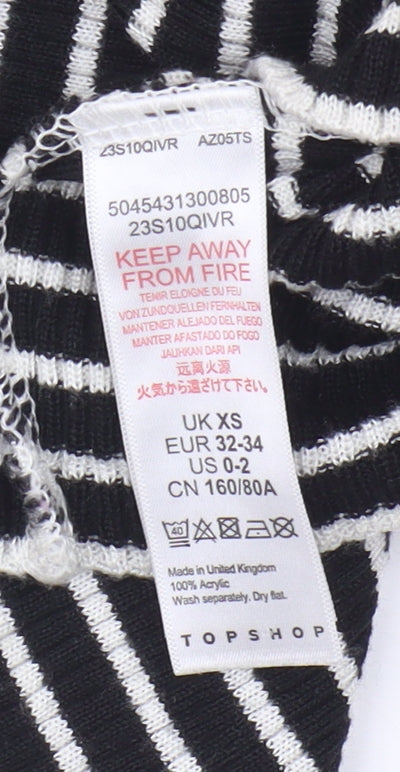 23S10QIVR AZ05TS
5045431300805
23S10QIVR
KEEP AWAY
FROM FIRE
TENIR ELOIGNE DU FEU
VON ZUNDQUELLEN FERNHALTEN
MANTENER ALEJADO DEL FUEGO
MANTER AFASTADO DO FOGO
JAUHKAN DARI API
远离火源
火気から遠ざけて下さい。
UK XS
EUR 32-34
US 0-2
CN 160/80A
40
Made in United Kingdom
100% Acrylic
Wash separately. Dry flat.
TOPSHOP